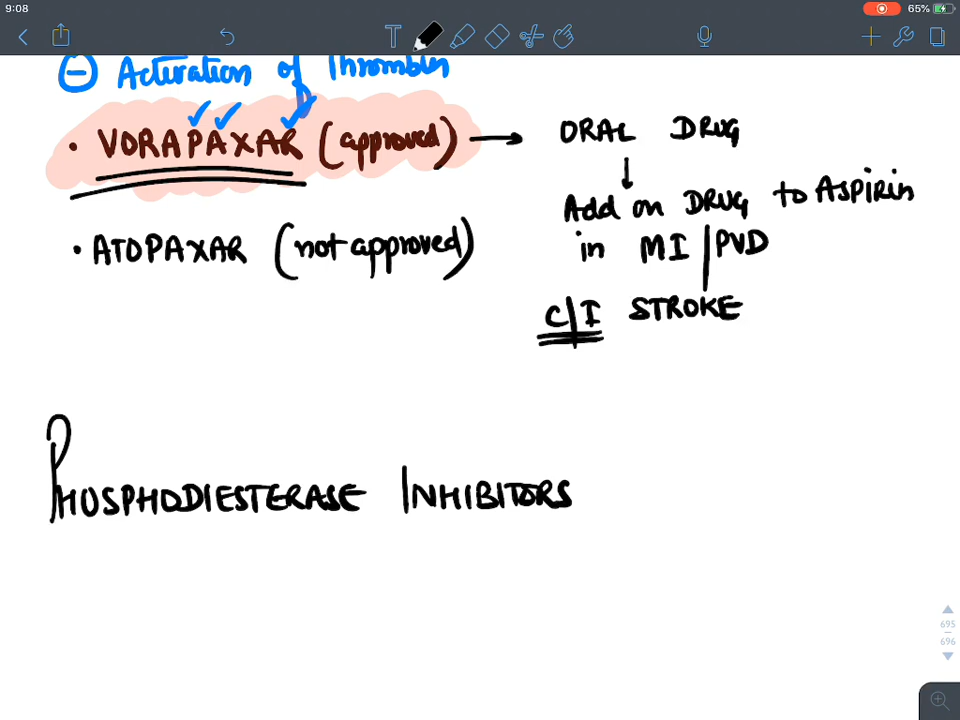 9:08
65%
T
⊖ Activation of Thrombin
• VORAPAXAR (approved) → ORAL DRUG
↓
Add on DRUG to ASPIRIN
in MI | PVD
• ATOPAXAR (not approved)
C/I STROKE
PHOSPHODIESTERASE INHIBITORS
695
696